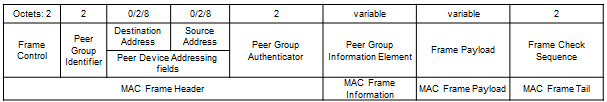 Octets: 2 2 0/2/8 0/2/8 2 variable variable 2
Frame Control
Peer Group Identifier
Destination Address
Source Address
Peer Device Addressing fields
Peer Group Authenticator
Peer Group Information Element
Frame Payload
Frame Check Sequence
MAC Frame Header
MAC Frame Information
MAC Frame Payload
MAC Frame Tail